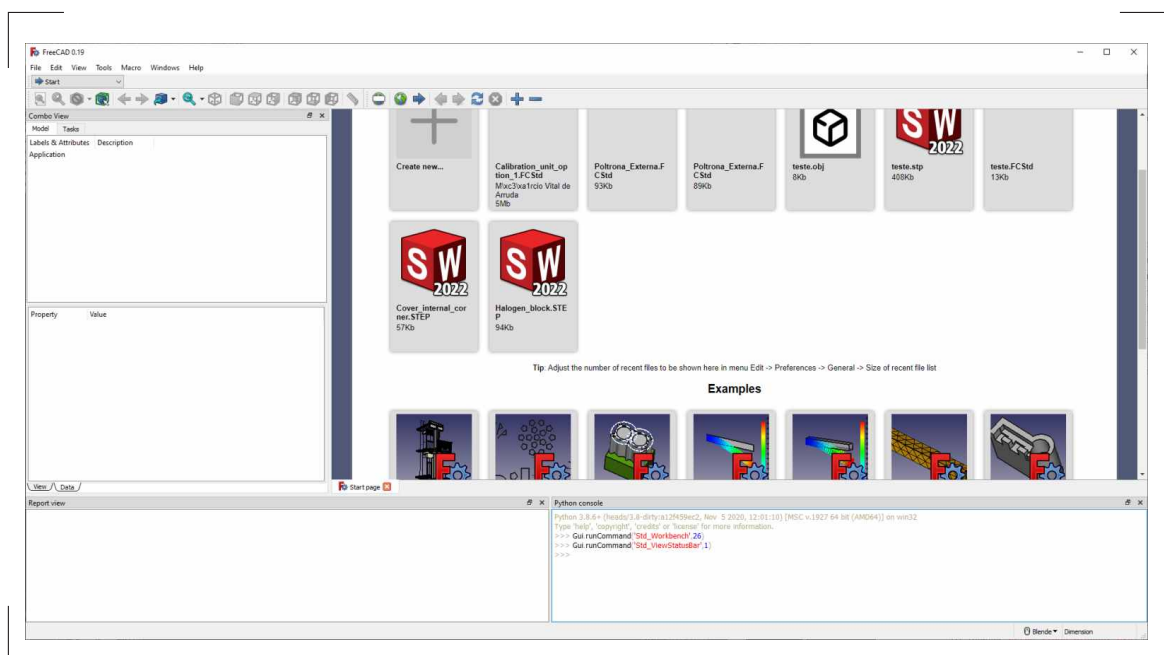 FreeCAD 0.19
File Edit View Tools Macro Windows Help
Start
Combo View
Model Tasks
Labels & Attributes Description
Application
Property Value
View Data
Create new...
Calibration_unit_op
tion_1.FCStd
M\xc3\xa1rcio Vital de
Arruda
5Mb
Poltrona_Externa.F
CStd
93Kb
Poltrona_Externa.F
CStd
89Kb
teste.obj
8Kb
SW
2022
teste.stp
408Kb
teste.FCStd
13Kb
SW
2022
Cover_internal_cor
ner.STEP
57Kb
SW
2022
Halogen_block.STE
P
94Kb
Tip: Adjust the number of recent files to be shown here in menu Edit -> Preferences -> General -> Size of recent file list
Examples
Start page
Report view
Python console
Python 3.8.6+ (heads/3.8-dirty:a12f459ec2, Nov 5 2020, 12:01:10) [MSC v.1927 64 bit (AMD64)] on win32
Type 'help', 'copyright', 'credits' or 'license' for more information.
>>> Gui.runCommand('Std_Workbench',26)
>>> Gui.runCommand('Std_ViewStatusBar',1)
>>>
Blender Dimension